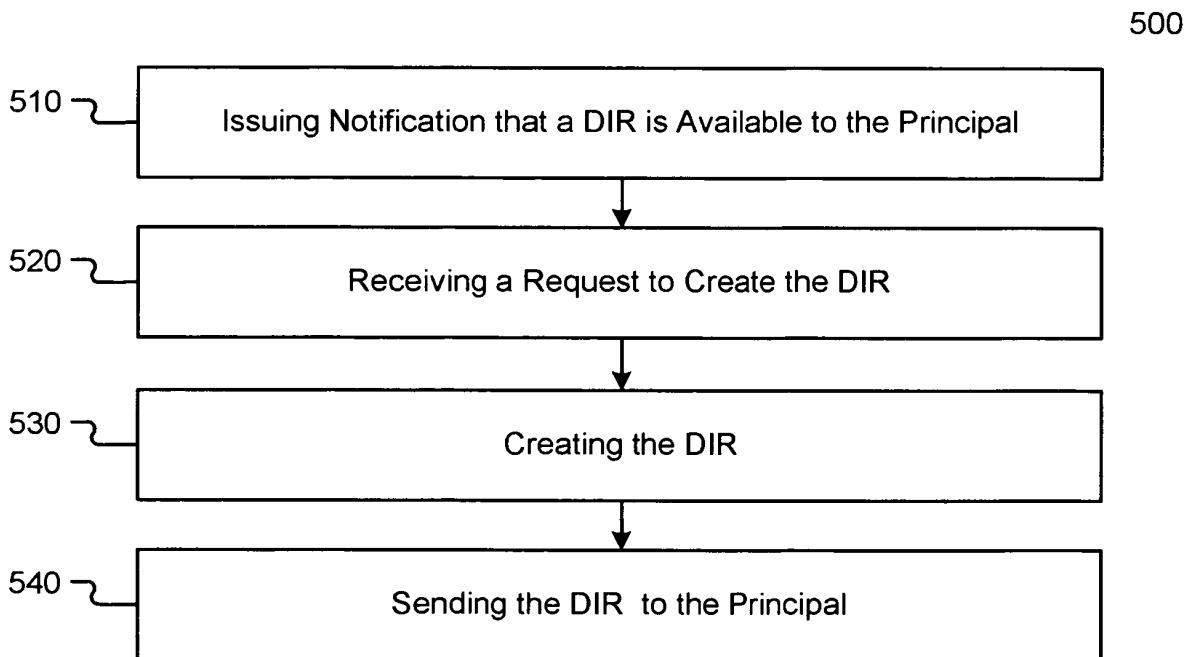 500
510
Issuing Notification that a DIR is Available to the Principal
520
Receiving a Request to Create the DIR
530
Creating the DIR
540
Sending the DIR to the Principal